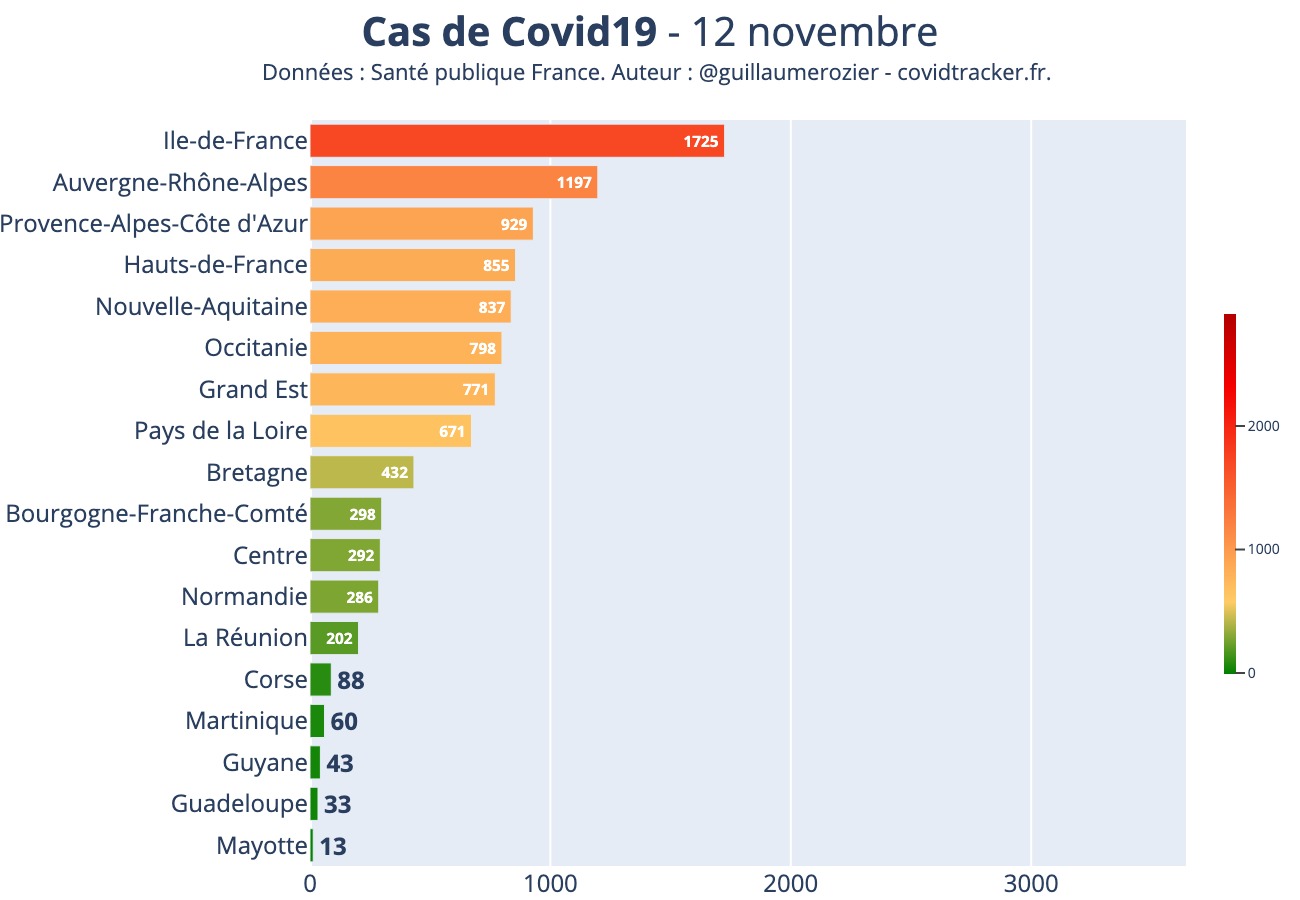 Cas de Covid19 - 12 novembre
Données : Santé publique France. Auteur : @guillaumerozier - covidtracker.fr.
Ile-de-France 1725
Auvergne-Rhône-Alpes 1197
Provence-Alpes-Côte d'Azur 929
Hauts-de-France 855
Nouvelle-Aquitaine 837
Occitanie 798
Grand Est 771
Pays de la Loire 671
Bretagne 432
Bourgogne-Franche-Comté 298
Centre 292
Normandie 286
La Réunion 202
Corse 88
Martinique 60
Guyane 43
Guadeloupe 33
Mayotte 13
0 1000 2000 3000
2000
1000
0